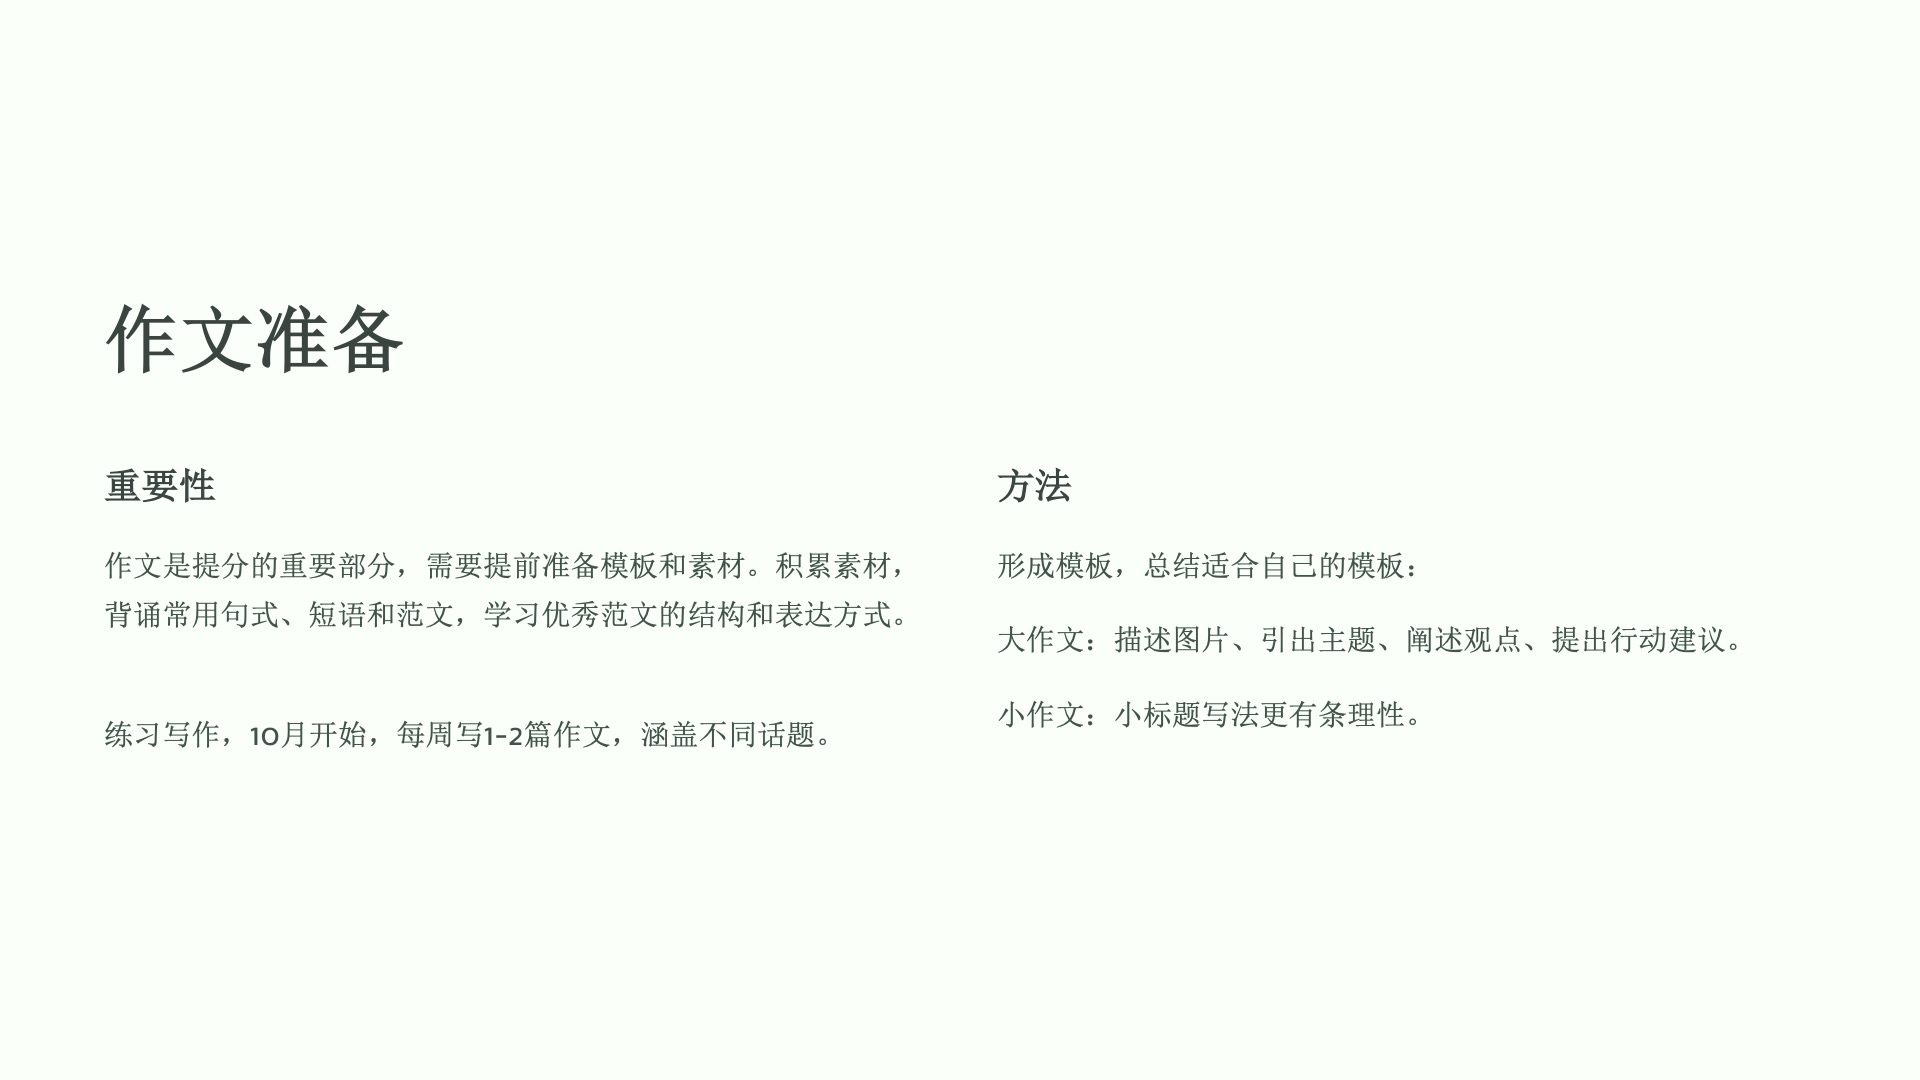 作文准备
重要性
作文是提分的重要部分，需要提前准备模板和素材。积累素材，
背诵常用句式、短语和范文，学习优秀范文的结构和表达方式。
练习写作，10月开始，每周写1-2篇作文，涵盖不同话题。
方法
形成模板，总结适合自己的模板：
大作文：描述图片、引出主题、阐述观点、提出行动建议。
小作文：小标题写法更有条理性。